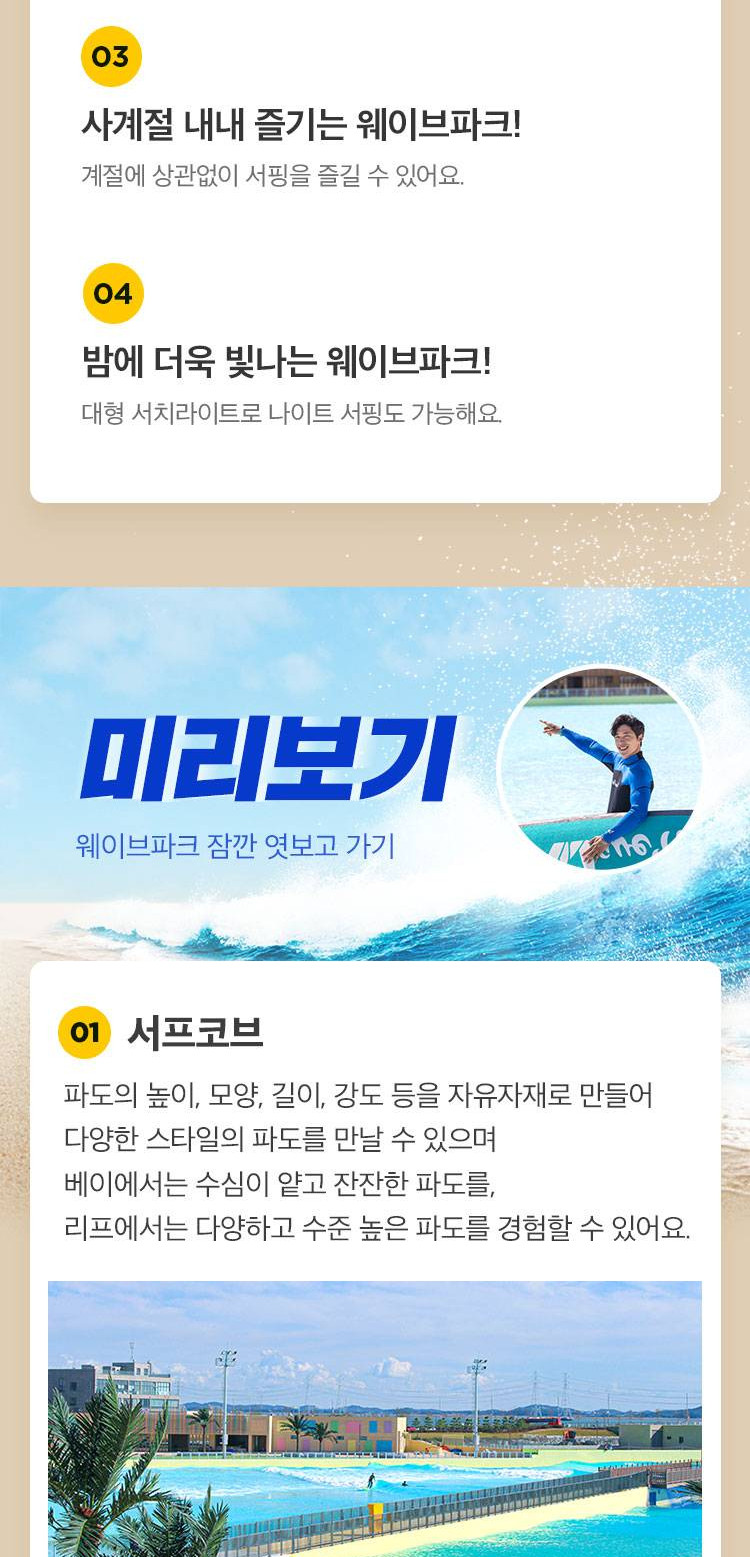 03
사계절 내내 즐기는 웨이브파크!
계절에 상관없이 서핑을 즐길 수 있어요.
04
밤에 더욱 빛나는 웨이브파크!
대형 서치라이트로 나이트 서핑도 가능해요.
미리보기
웨이브파크 잠깐 엿보고 가기
01 서프코브
파도의 높이, 모양, 길이, 강도 등을 자유자재로 만들어
다양한 스타일의 파도를 만날 수 있으며
베이에서는 수심이 얕고 잔잔한 파도를,
리프에서는 다양하고 수준 높은 파도를 경험할 수 있어요.